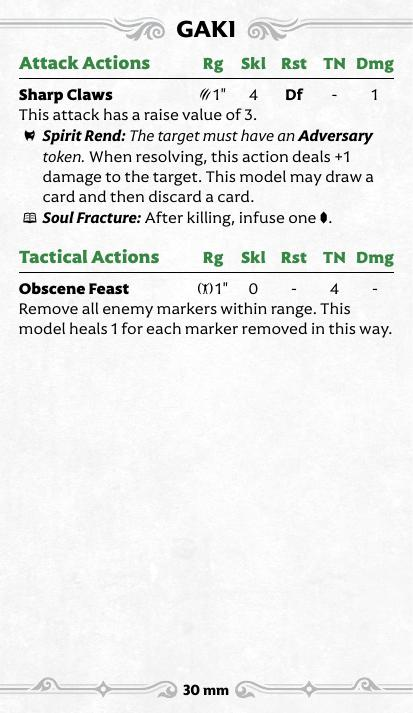 GAKI
Attack Actions Rg Skl Rst TN Dmg
Sharp Claws 1" 4 Df - 1
This attack has a raise value of 3.
Spirit Rend: The target must have an Adversary
token. When resolving, this action deals +1
damage to the target. This model may draw a
card and then discard a card.
Soul Fracture: After killing, infuse one .
Tactical Actions Rg Skl Rst TN Dmg
Obscene Feast 1" 0 - 4 -
Remove all enemy markers within range. This
model heals 1 for each marker removed in this way.
30 mm